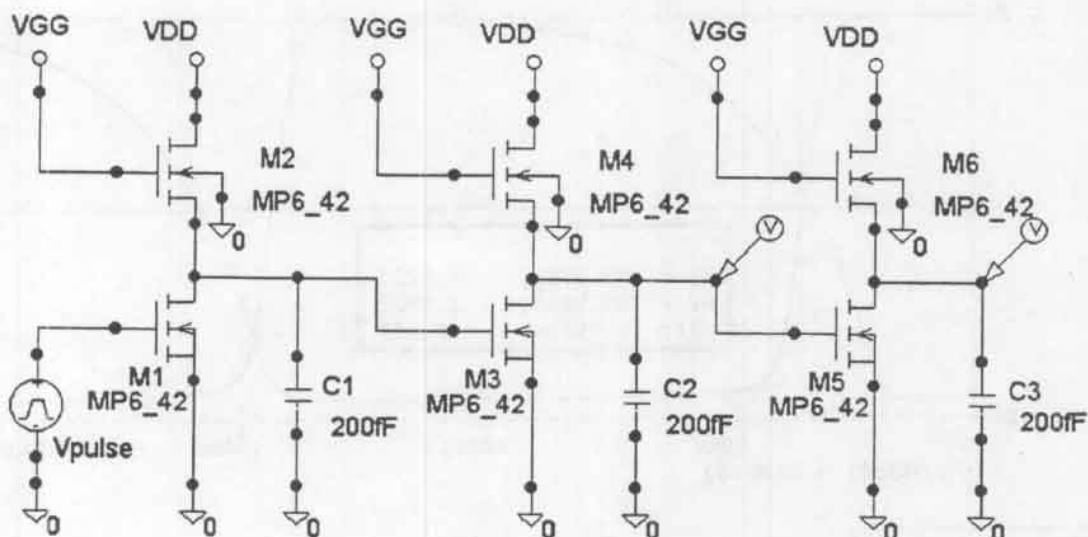 VGG VDD VGG VDD VGG VDD
M2 M4 M6
MP6_42 MP6_42 MP6_42
0 0 0
V V
M1 C1 M3 C2 M5 C3
MP6_42 200fF MP6_42 200fF MP6_42 200fF
Vpulse
0 0 0 0 0 0 0